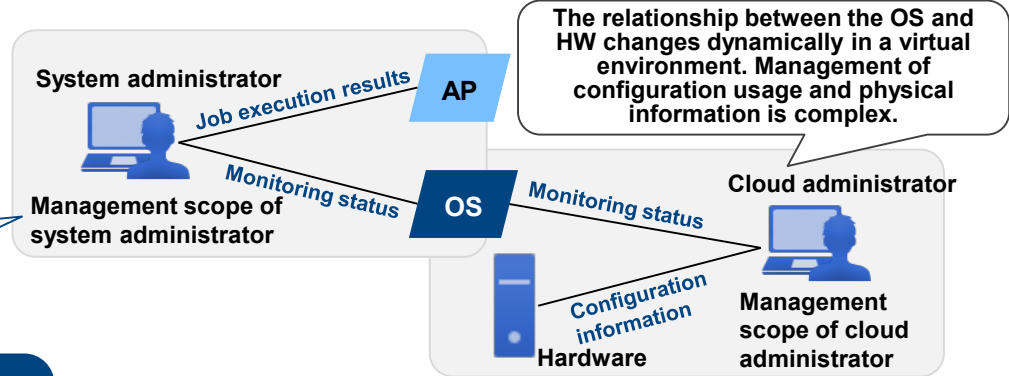 The relationship between the OS and
HW changes dynamically in a virtual
environment. Management of
configuration usage and physical
information is complex.
System administrator
Job execution results
AP
Monitoring status
OS
Management scope of
system administrator
Monitoring status
Cloud administrator
Configuration
information
Hardware
Management
scope of cloud
administrator